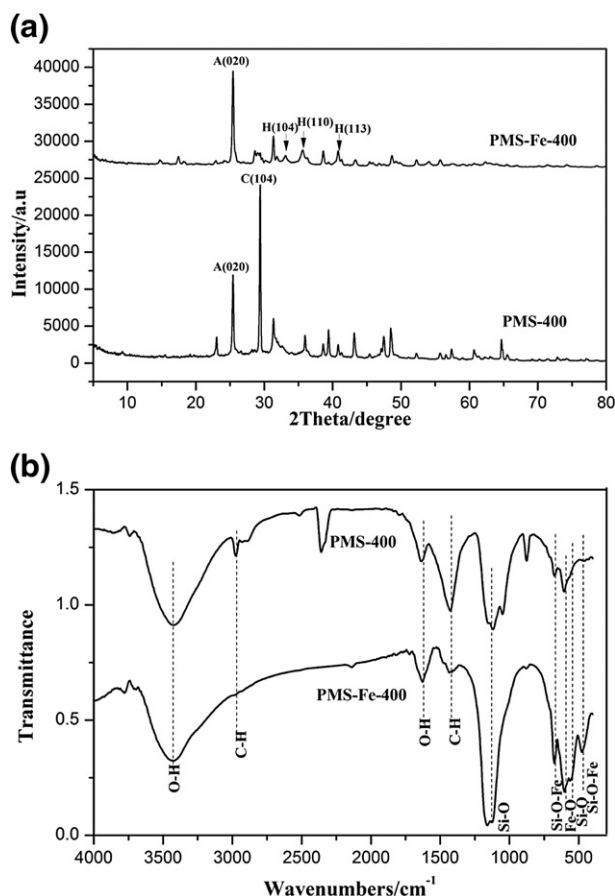 (a)
Intensity/a.u
40000
35000
30000
25000
20000
15000
10000
5000
0
A(020)
H(104)
H(110)
H(113)
PMS-Fe-400
C(104)
A(020)
PMS-400
10 20 30 40 50 60 70 80
2Theta/degree
(b)
Transmittance
1.5
1.0
0.5
0.0
PMS-400
PMS-Fe-400
O-H
C-H
O-H
C-H
Si-O
Si-O-Fe
Fe-O
Si-O
Si-O-Fe
4000 3500 3000 2500 2000 1500 1000 500
Wavenumbers/cm⁻¹